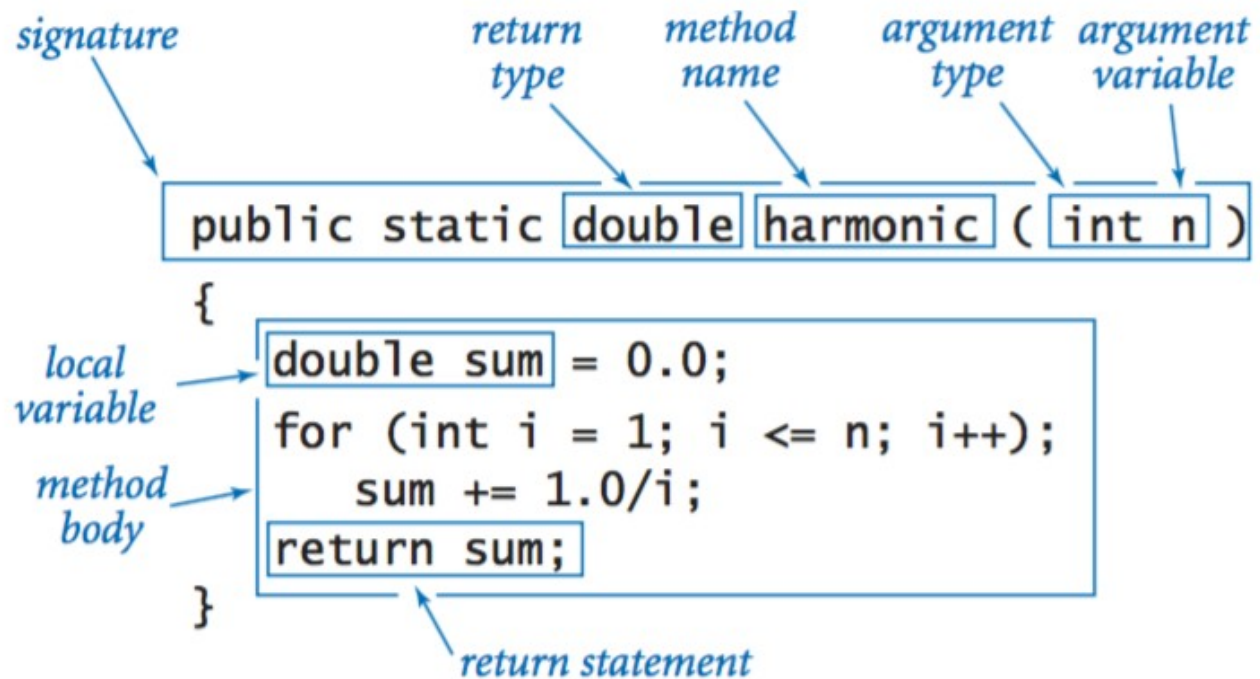 signature
return type
method name
argument type
argument variable
public static double harmonic ( int n )
{
local variable
double sum = 0.0;
for (int i = 1; i <= n; i++);
method body
sum += 1.0/i;
return sum;
}
return statement